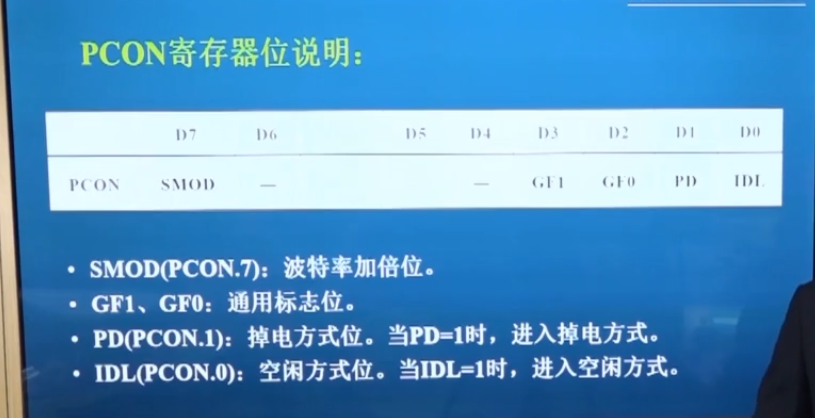 PCON寄存器位说明：
D7 D6 D5 D4 D3 D2 D1 D0
PCON SMOD — — GF1 GF0 PD IDL
• SMOD(PCON.7)：波特率加倍位。
• GF1、GF0：通用标志位。
• PD(PCON.1)：掉电方式位。当PD=1时，进入掉电方式。
• IDL(PCON.0)：空闲方式位。当IDL=1时，进入空闲方式。